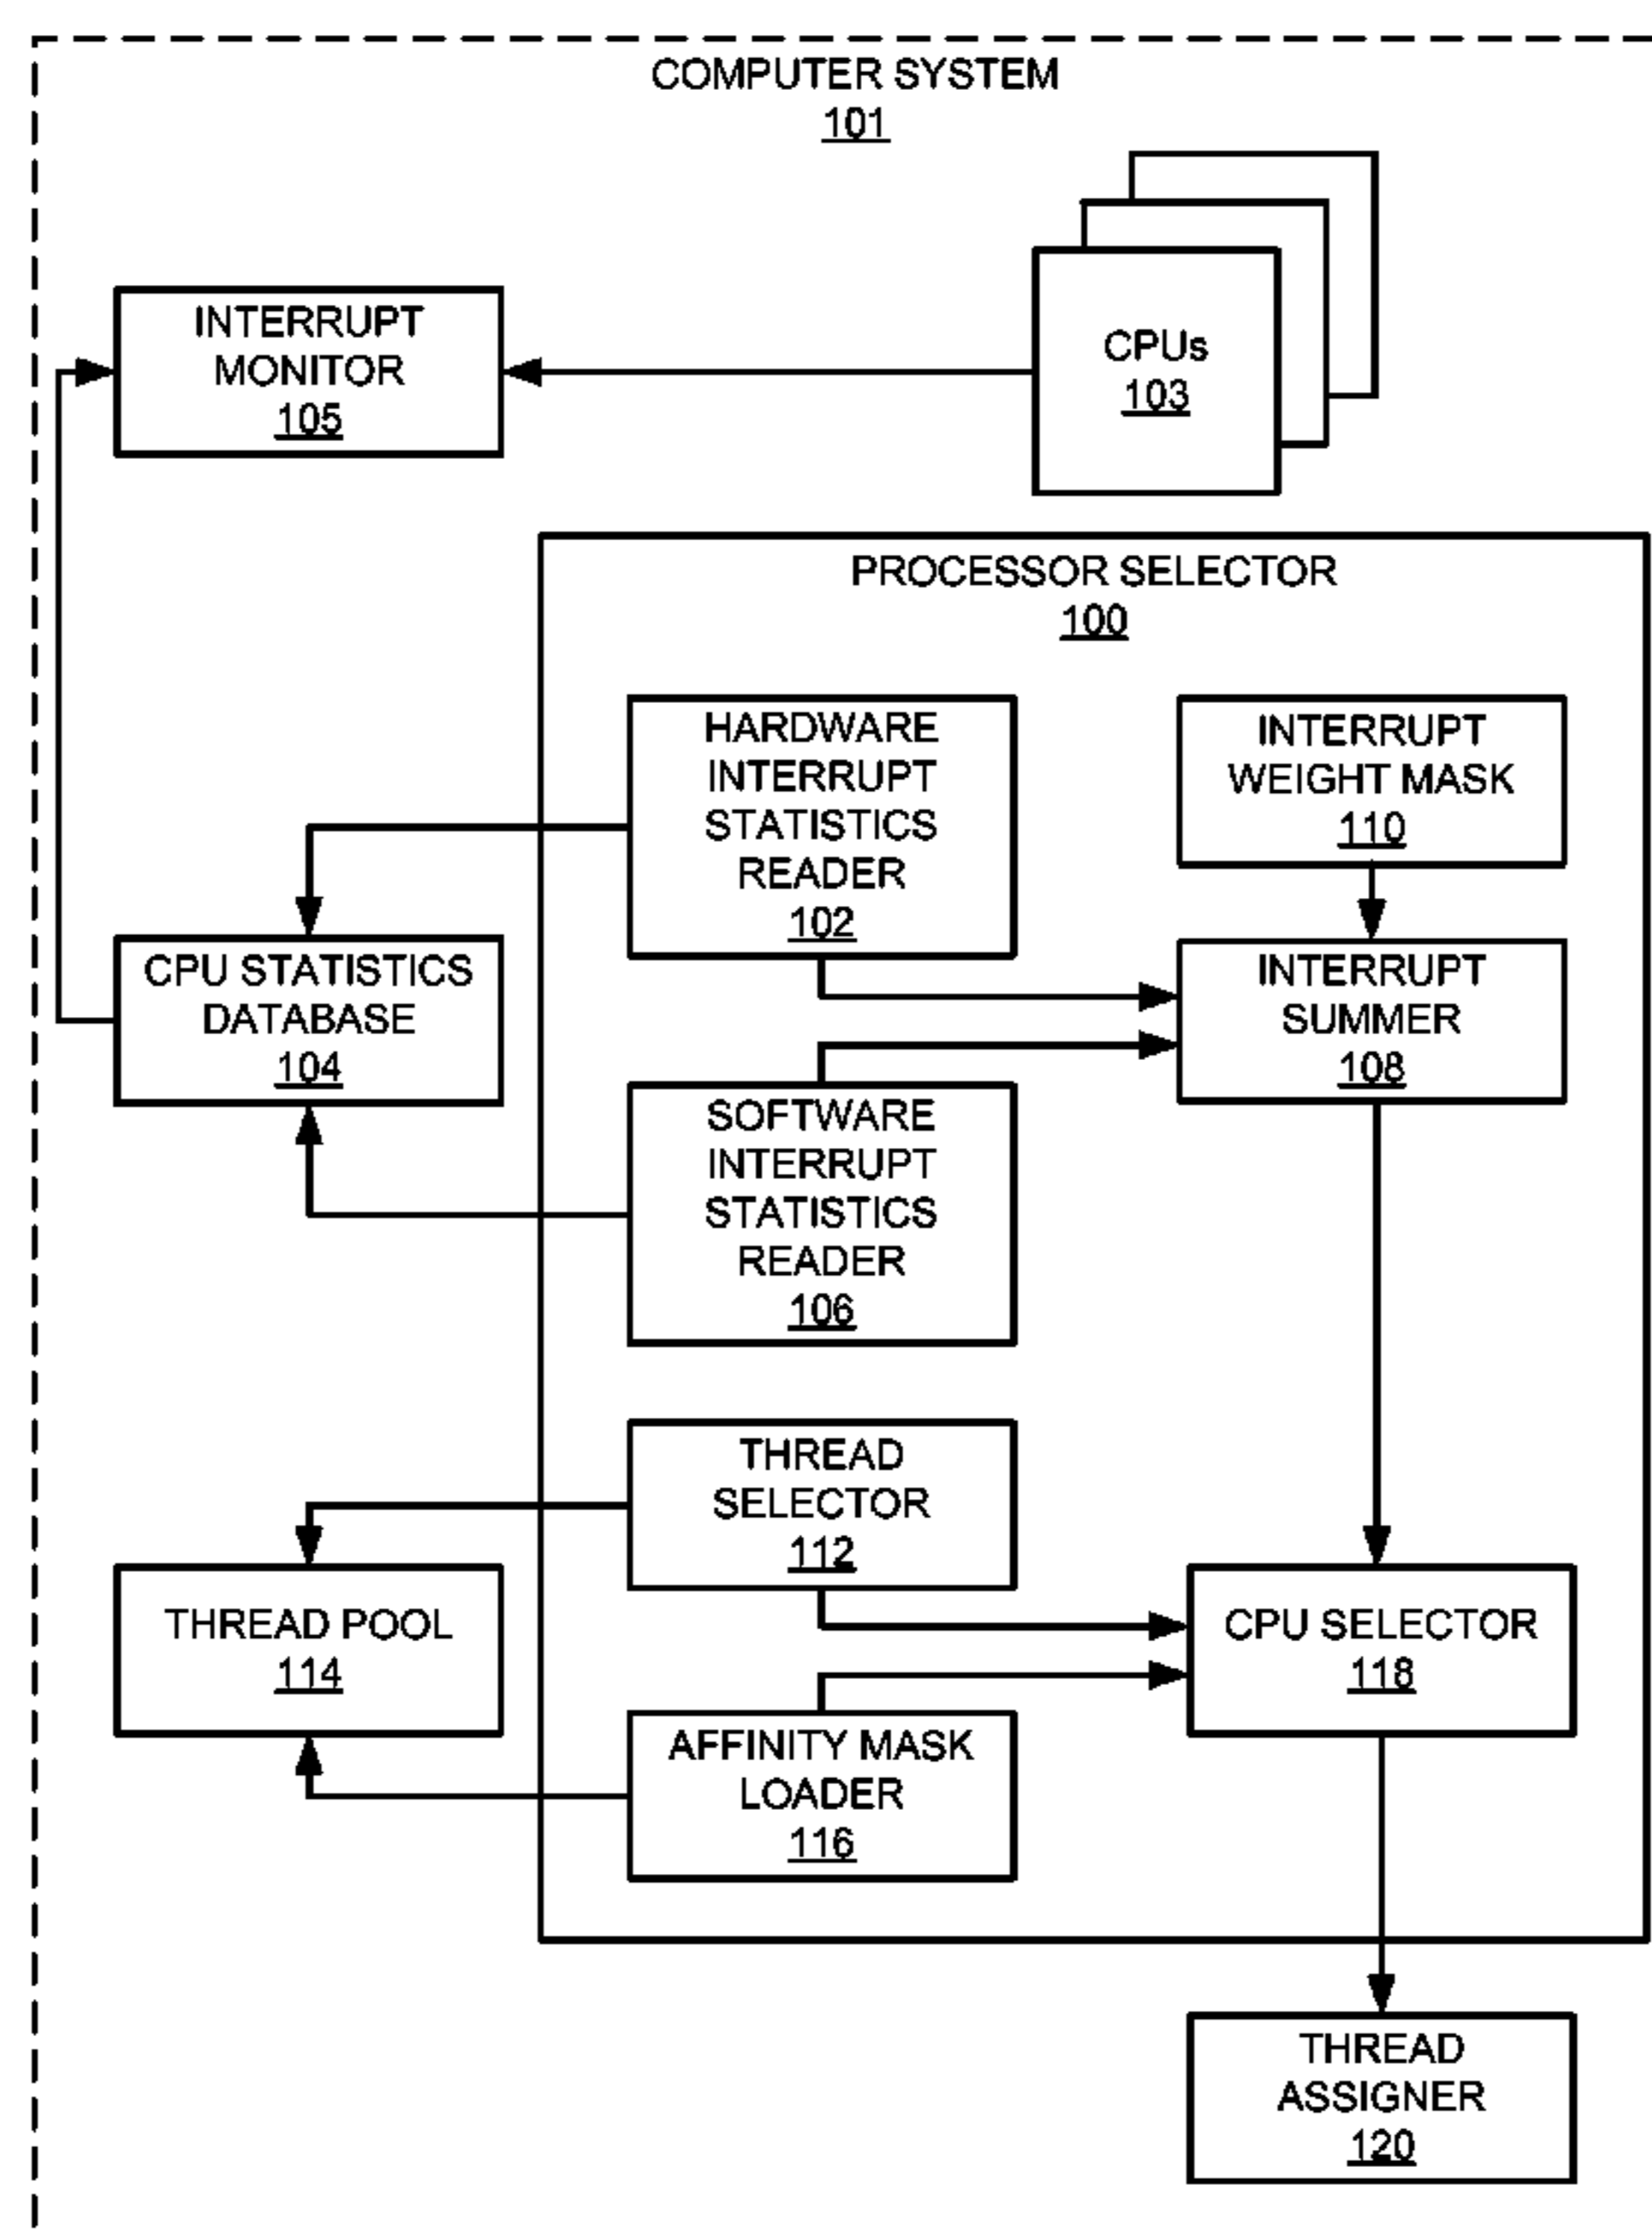 COMPUTER SYSTEM
101
CPUs
103
INTERRUPT
MONITOR
105
PROCESSOR SELECTOR
100
HARDWARE
INTERRUPT
STATISTICS
READER
102
INTERRUPT
WEIGHT MASK
110
CPU STATISTICS
DATABASE
104
INTERRUPT
SUMMER
108
SOFTWARE
INTERRUPT
STATISTICS
READER
106
THREAD
SELECTOR
112
THREAD POOL
114
CPU SELECTOR
118
AFFINITY MASK
LOADER
116
THREAD
ASSIGNER
120